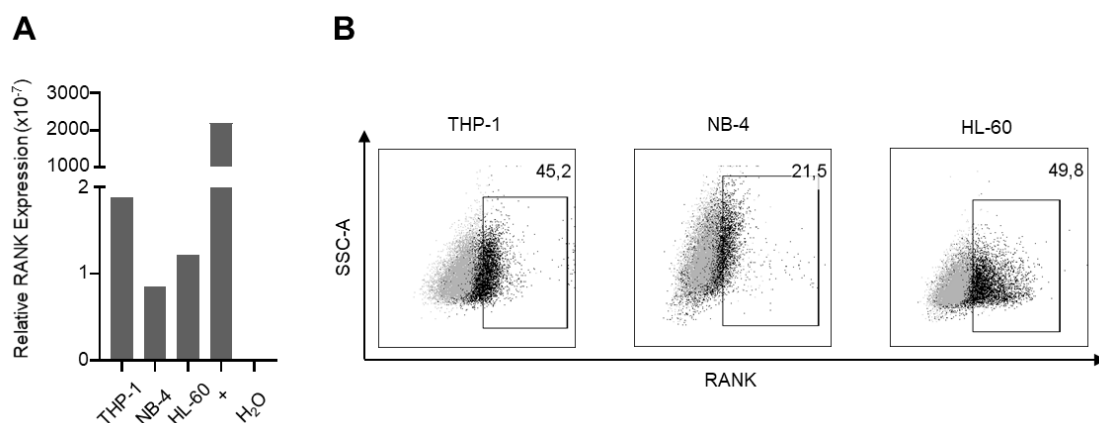 A
Relative RANK Expression (x10⁻⁷)
3000
2000
1000
2
1
0
THP-1
NB-4
HL-60
+
H₂O
B
THP-1
NB-4
HL-60
45,2
21,5
49,8
SSC-A
RANK